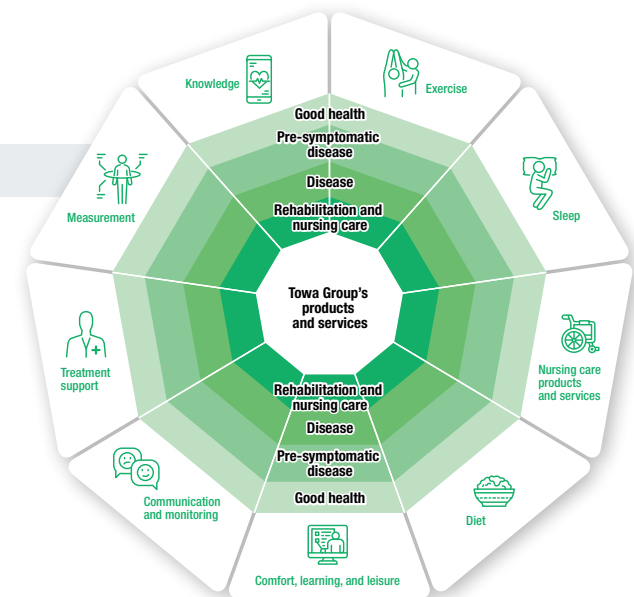 Knowledge
Exercise
Good health
Pre-symptomatic
disease
Disease
Measurement
Sleep
Rehabilitation and
nursing care
Towa Group's
products
and services
Treatment
support
Nursing care
products
and services
Rehabilitation and
nursing care
Disease
Pre-symptomatic
disease
Good health
Communication
and monitoring
Diet
Comfort, learning, and leisure